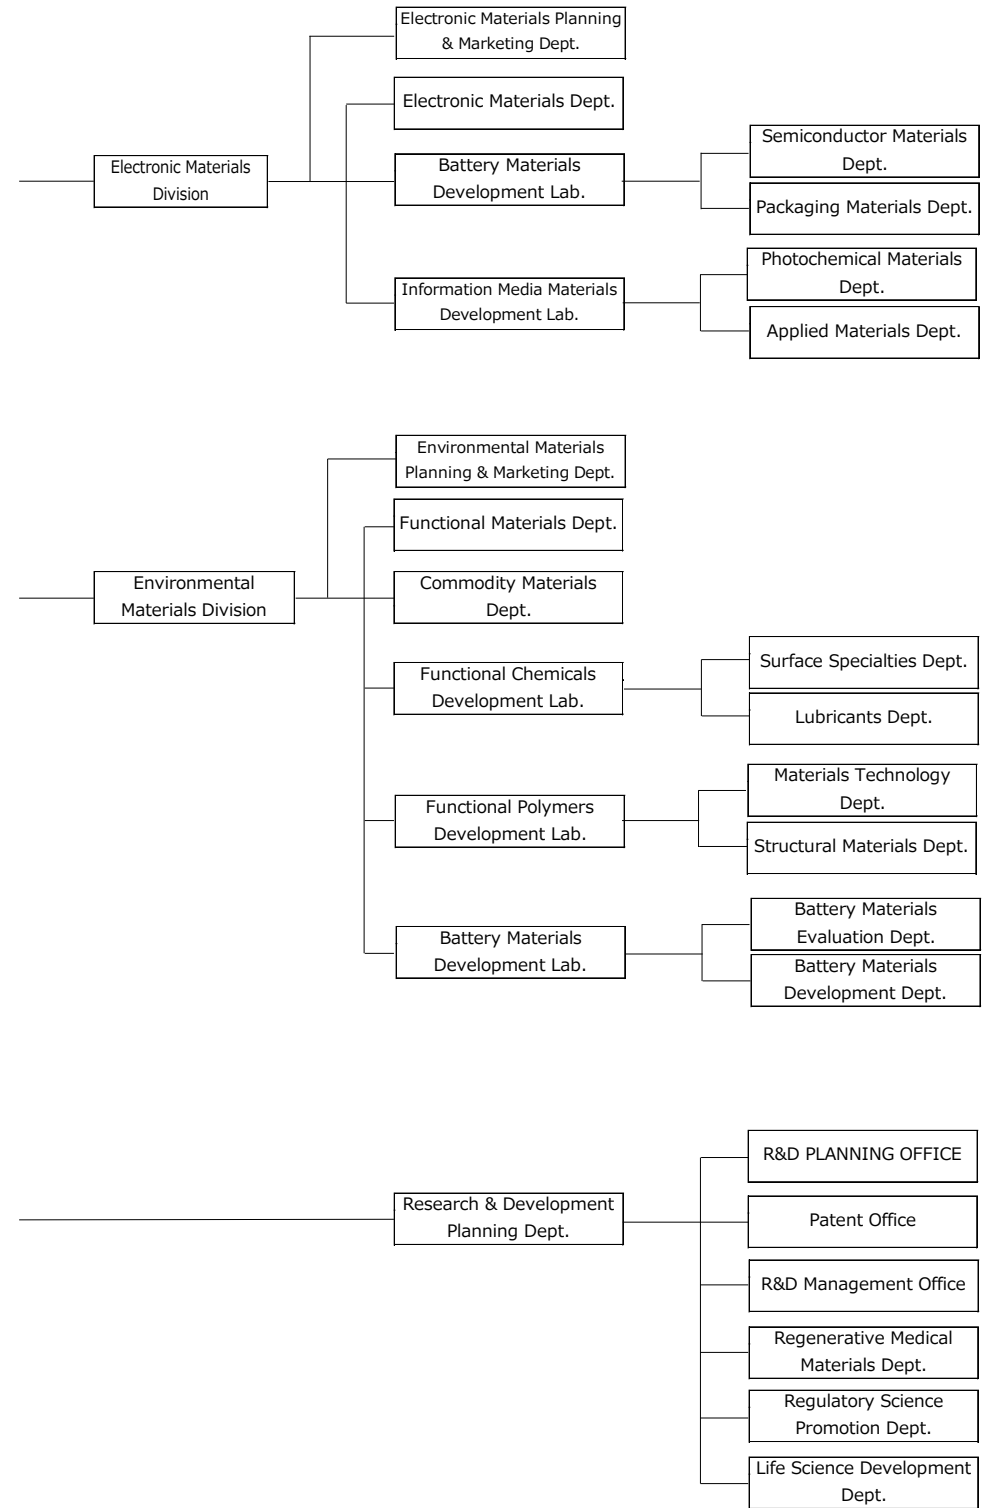 Electronic Materials Planning
& Marketing Dept.
Electronic Materials Dept.
Electronic Materials
Division
Battery Materials
Development Lab.
Semiconductor Materials
Dept.
Packaging Materials Dept.
Information Media Materials
Development Lab.
Photochemical Materials
Dept.
Applied Materials Dept.
Environmental Materials
Planning & Marketing Dept.
Functional Materials Dept.
Environmental
Materials Division
Commodity Materials
Dept.
Functional Chemicals
Development Lab.
Surface Specialties Dept.
Lubricants Dept.
Functional Polymers
Development Lab.
Materials Technology
Dept.
Structural Materials Dept.
Battery Materials
Development Lab.
Battery Materials
Evaluation Dept.
Battery Materials
Development Dept.
Research & Development
Planning Dept.
R&D PLANNING OFFICE
Patent Office
R&D Management Office
Regenerative Medical
Materials Dept.
Regulatory Science
Promotion Dept.
Life Science Development
Dept.